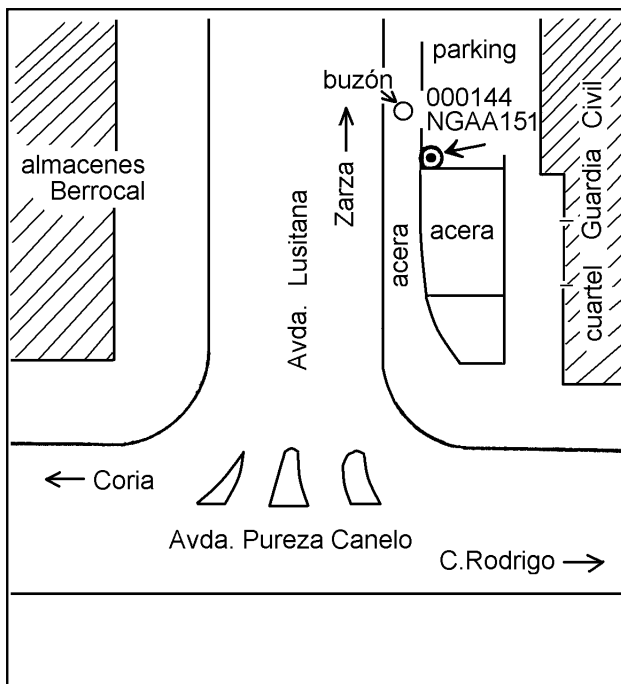 parking
buzón
000144
NGAA151
almacenes
Berrocal
Zarza
Avda. Lusitana
acera
acera
cuartel Guardia Civil
Coria
Avda. Pureza Canelo
C.Rodrigo